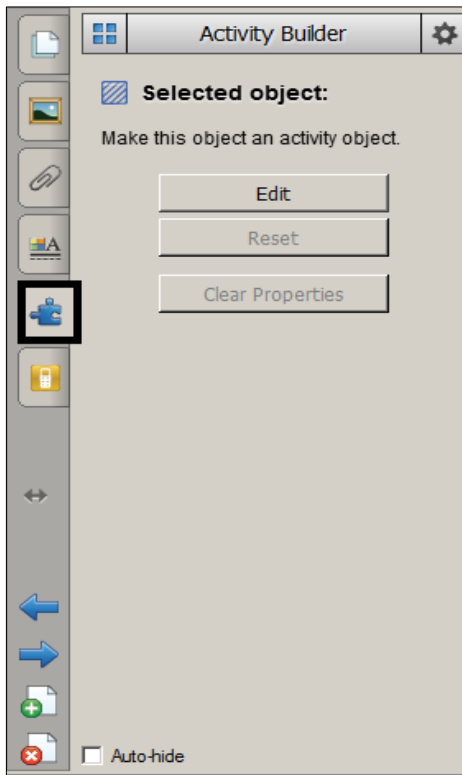 Activity Builder
Selected object:
Make this object an activity object.
A
Edit
Reset
Clear Properties
Auto-hide